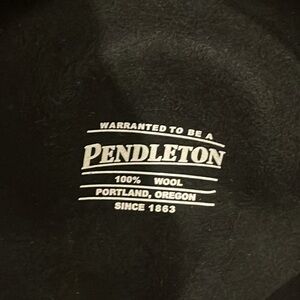 WARRANTED TO BE A
PENDLETON
100% WOOL
PORTLAND, OREGON
SINCE 1863